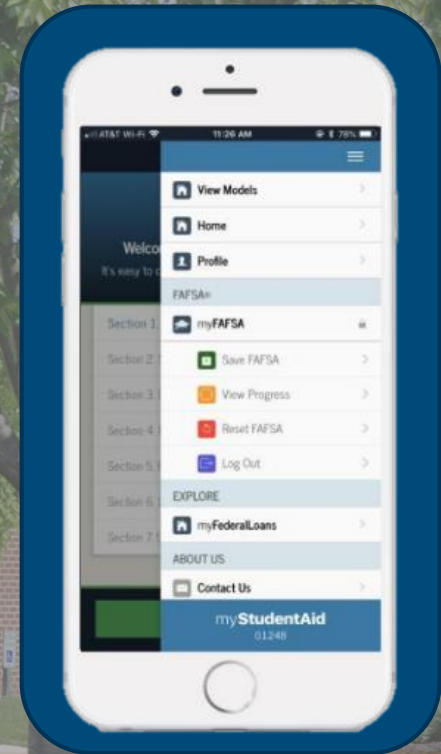 AT&T Wi-Fi 11:26 AM 78%
View Models
Home
Profile
Welco
It's easy to c
FAFSA®
Section 1.
myFAFSA
Section 2.
Save FAFSA
Section 3.
View Progress
Section 4.
Reset FAFSA
Section 5.
Log Out
Section 6.
EXPLORE
Section 7.
myFederalLoans
ABOUT US
Contact Us
myStudentAid
01248